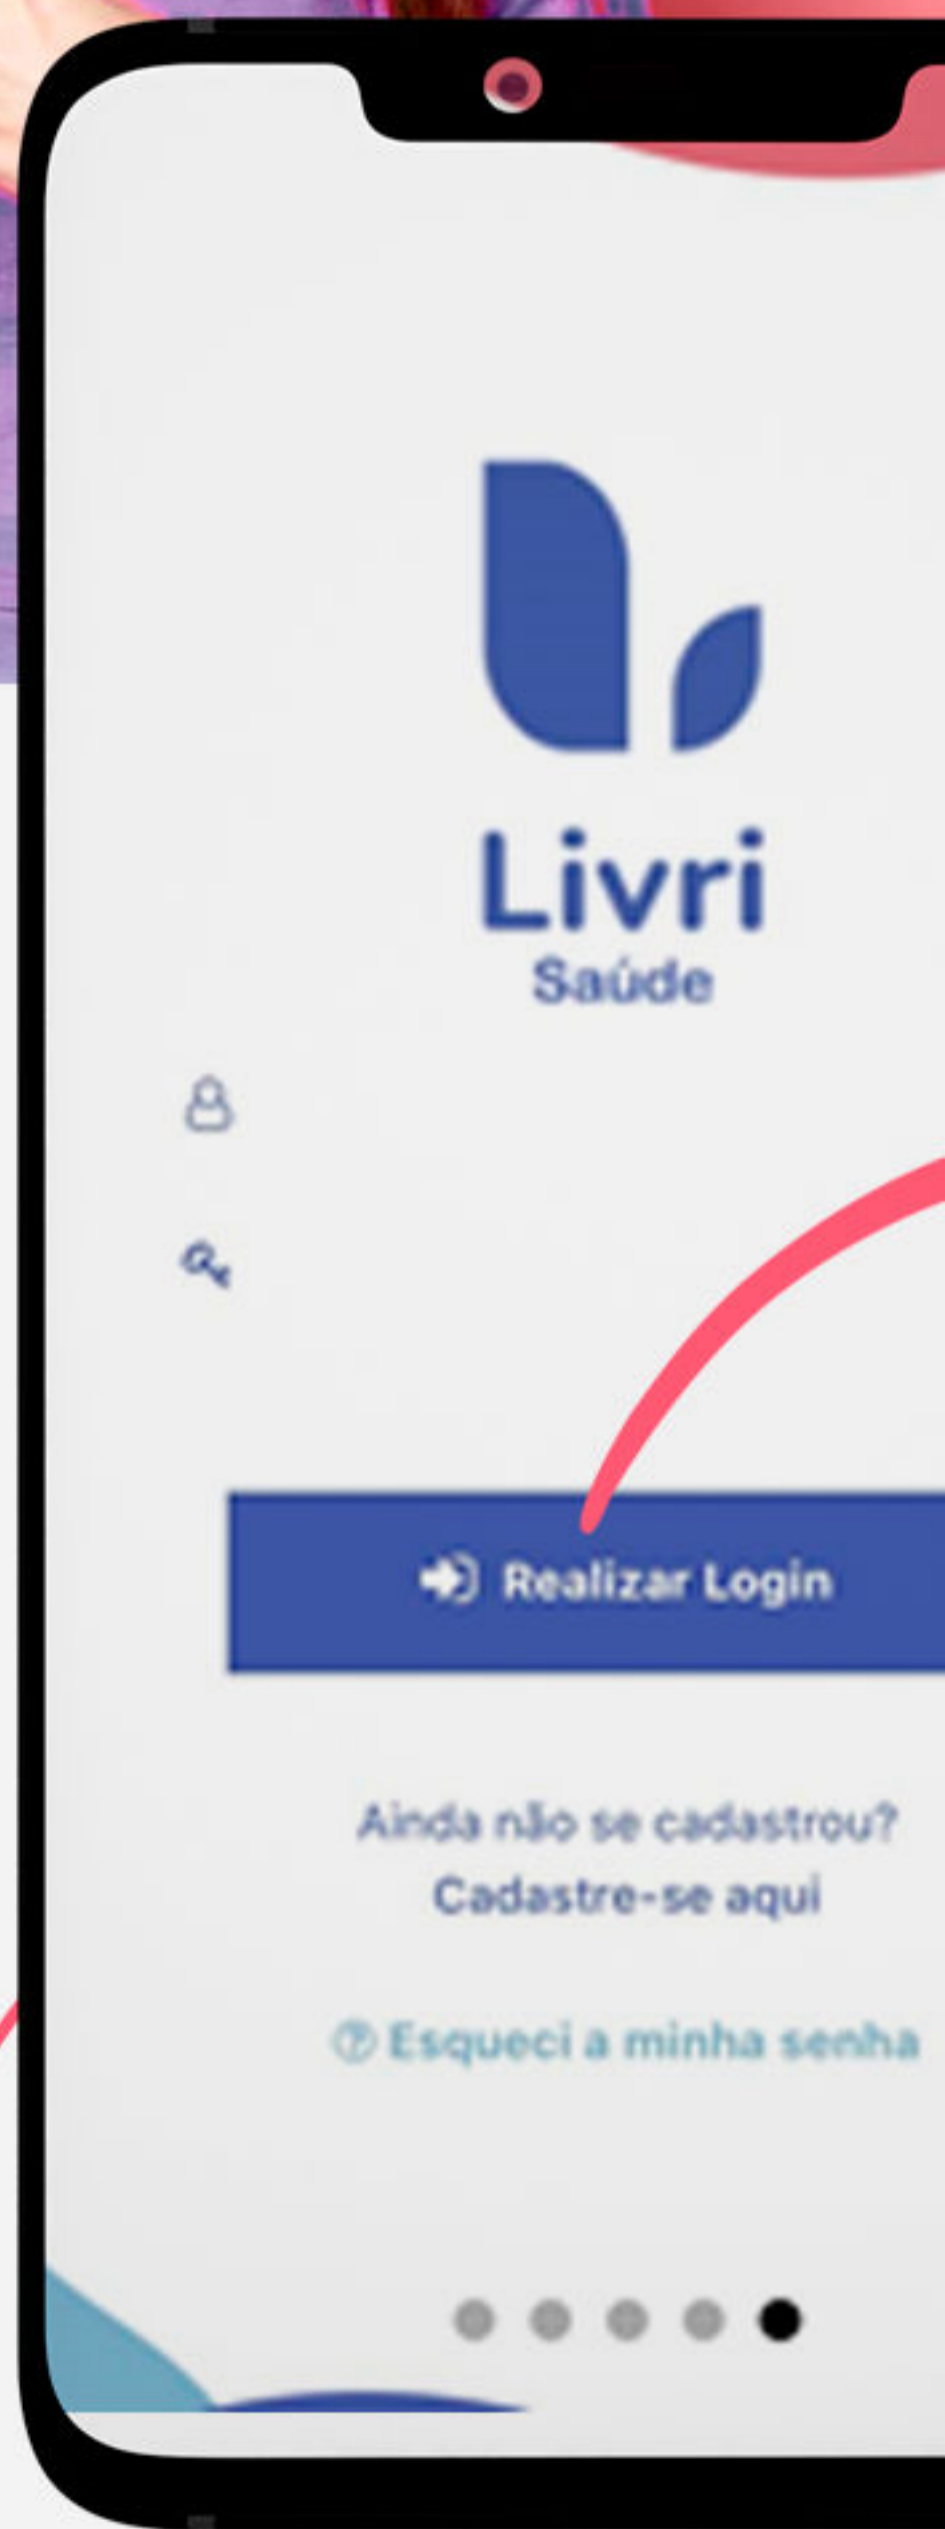 Livri
Saúde
Realizar Login
Ainda não se cadastrou?
Cadastre-se aqui
Esqueci a minha senha